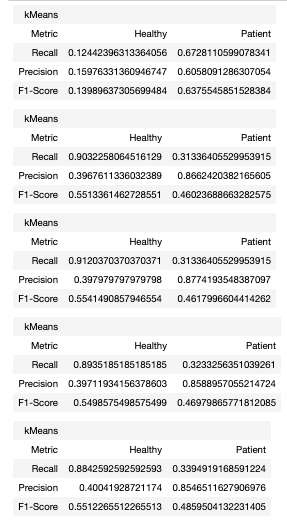 kMeans
Metric Healthy Patient
Recall 0.12442396313364056 0.6728110599078341
Precision 0.15976331360946747 0.6058091286307054
F1-Score 0.13989637305699484 0.6375545851528384
kMeans
Metric Healthy Patient
Recall 0.9032258064516129 0.31336405529953915
Precision 0.3967611336032389 0.8662420382165605
F1-Score 0.5513361462728551 0.46023688663282575
kMeans
Metric Healthy Patient
Recall 0.9120370370370371 0.31336405529953915
Precision 0.397979797979798 0.8774193548387097
F1-Score 0.5541490857946554 0.4617996604414262
kMeans
Metric Healthy Patient
Recall 0.8935185185185185 0.3233256351039261
Precision 0.39711934156378603 0.8588957055214724
F1-Score 0.5498575498575499 0.46979865771812085
kMeans
Metric Healthy Patient
Recall 0.8842592592592593 0.3394919168591224
Precision 0.40041928721174 0.8546511627906976
F1-Score 0.5512265512265513 0.4859504132231405